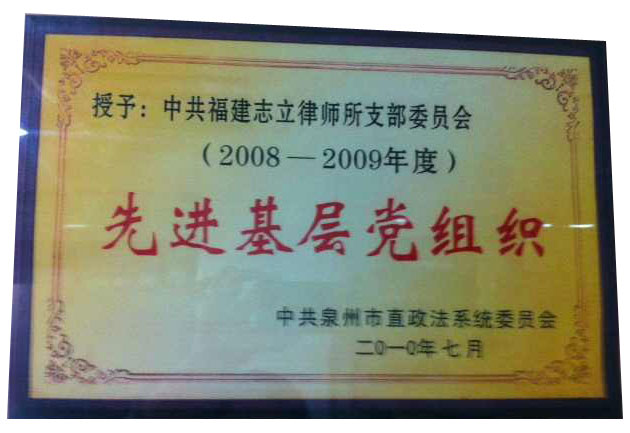 授予：中共福建志立律师所支部委员会
（2008—2009年度）
先进基层党组织
中共泉州市直政法系统委员会
二0一0年七月